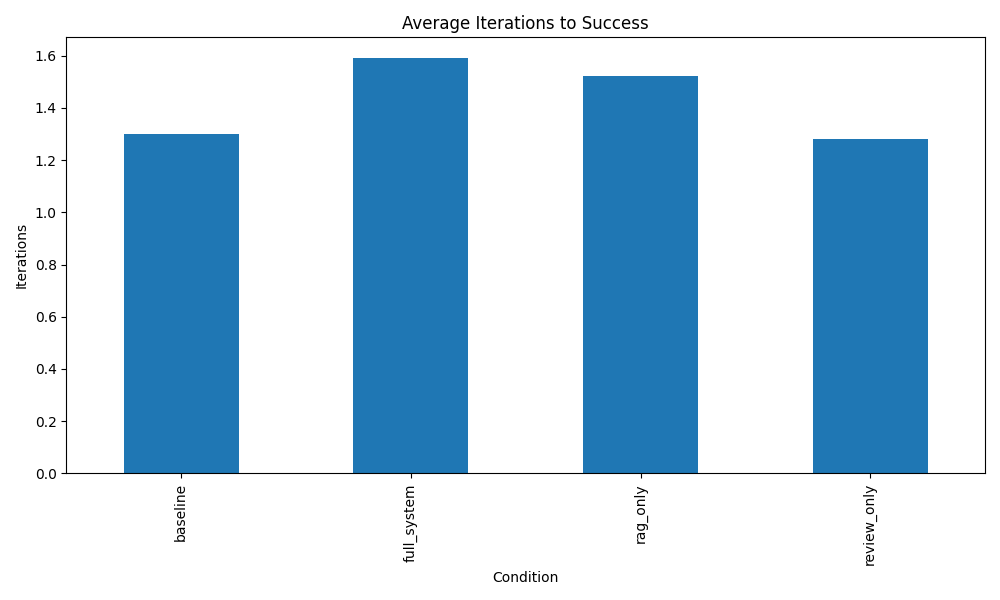 Average Iterations to Success
Iterations
1.6
1.4
1.2
1.0
0.8
0.6
0.4
0.2
0.0
baseline
full_system
rag_only
review_only
Condition